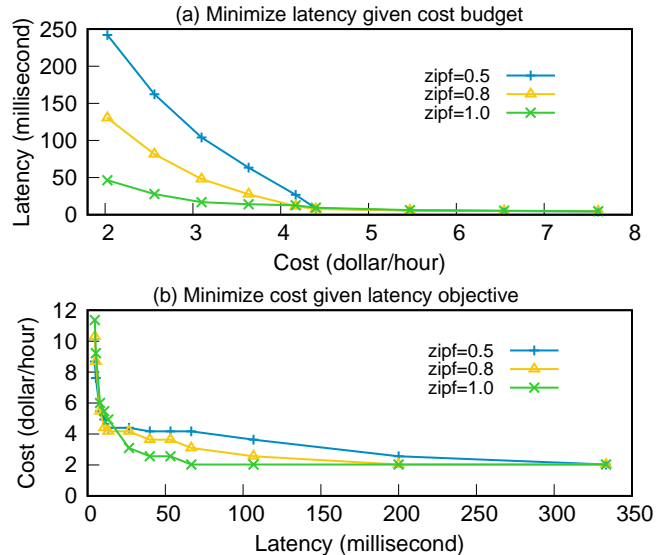 (a) Minimize latency given cost budget
250
200
150
100
50
0
Latency (millisecond)
zipf=0.5
zipf=0.8
zipf=1.0
2 3 4 5 6 7 8
Cost (dollar/hour)
(b) Minimize cost given latency objective
12
10
8
6
4
2
0
Cost (dollar/hour)
zipf=0.5
zipf=0.8
zipf=1.0
0 50 100 150 200 250 300 350
Latency (millisecond)